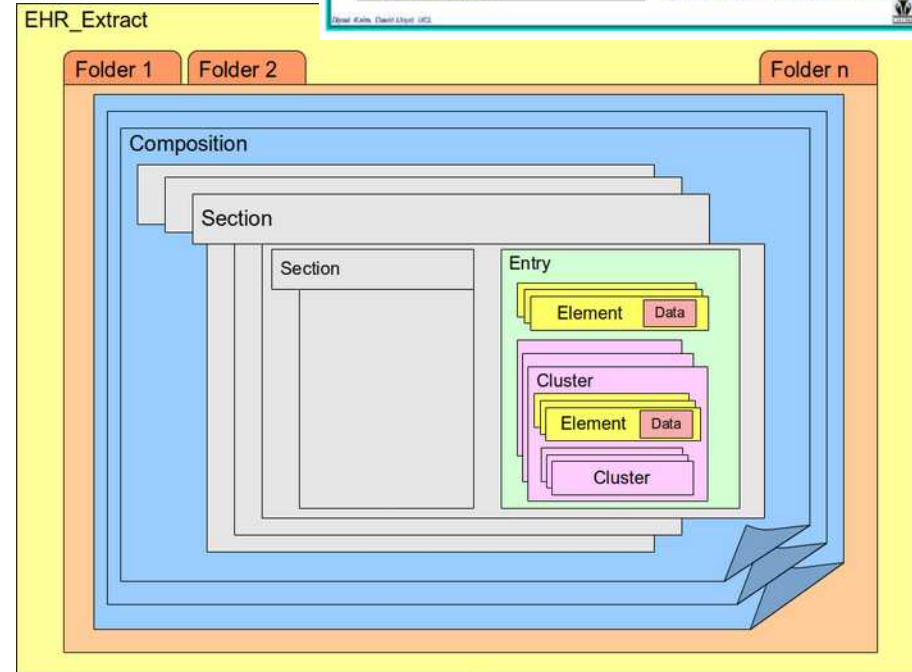 EHR_Extract
Folder 1
Folder 2
Folder n
Composition
Section
Section
Entry
Element
Data
Cluster
Element
Data
Cluster